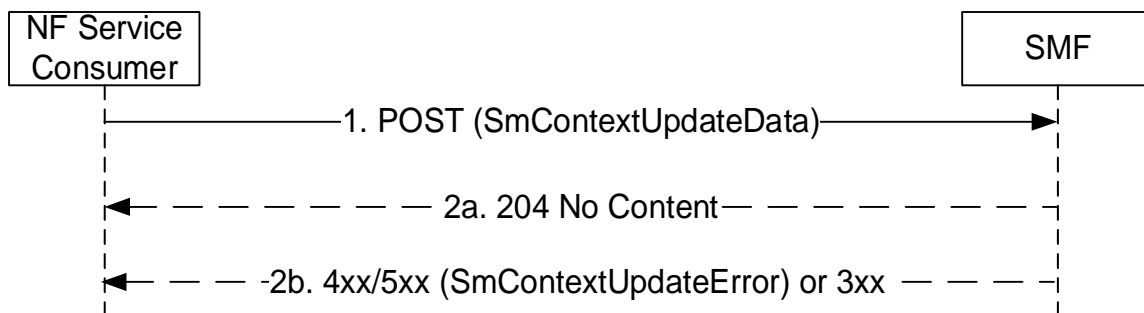 NF Service
Consumer
SMF
1. POST (SmContextUpdateData)
2a. 204 No Content
2b. 4xx/5xx (SmContextUpdateError) or 3xx